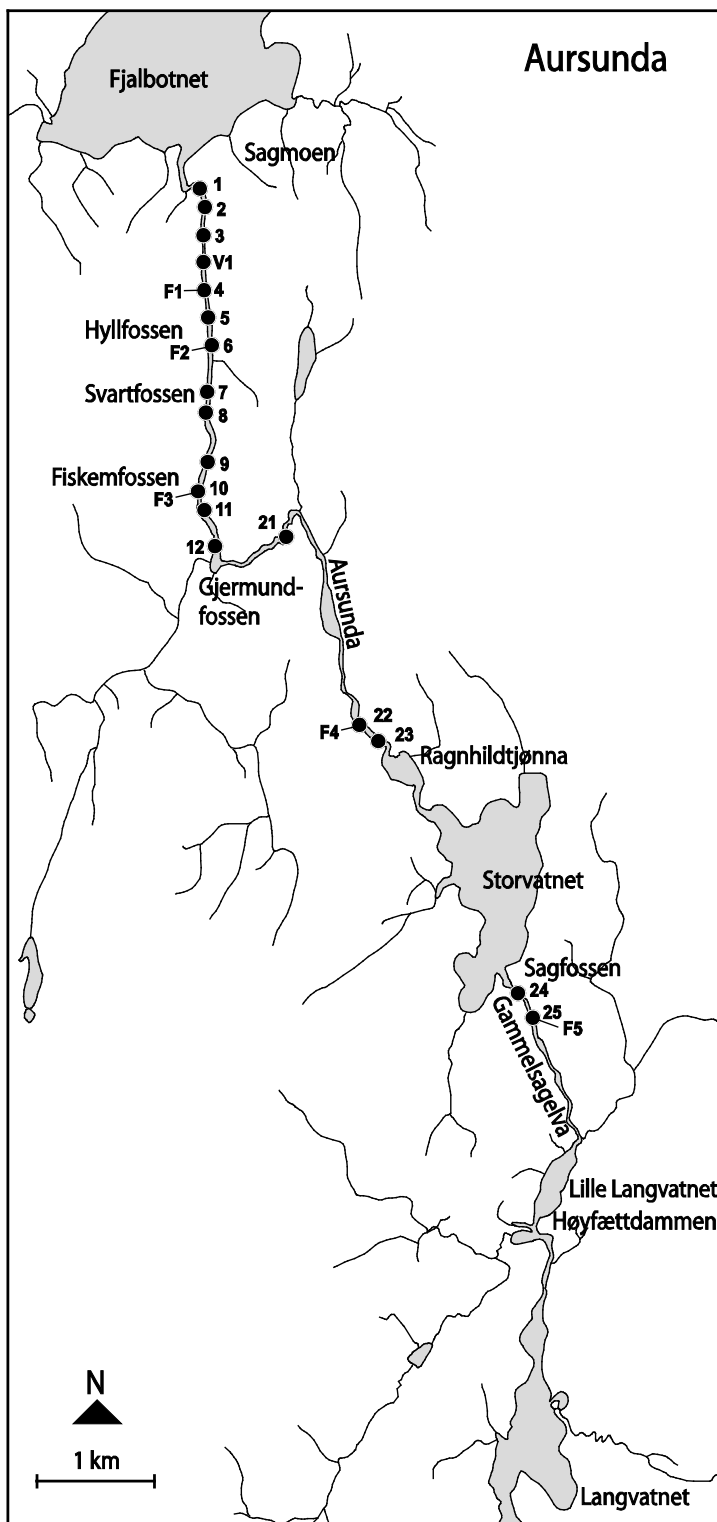 Aursunda
Fjalbotnet
Sagmoen
1
2
3
V1
F1
4
5
Hyllfossen
F2
6
Svartfossen
7
8
9
Fiskemfossen
10
F3
11
21
12
Gjermund-
fossen
Aursunda
22
F4
23
Ragnhildtjønna
Storvatnet
Sagfossen
24
25
F5
Gammelsagelva
Lille Langvatnet
Høyfættdammen
N
1 km
Langvatnet